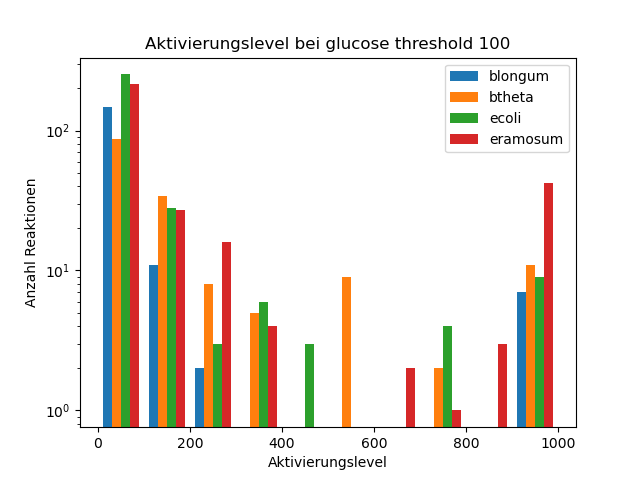 Aktivierungslevel bei glucose threshold 100
blongum
btheta
ecoli
eramosum
Anzahl Reaktionen
10²
10¹
10⁰
0 200 400 600 800 1000
Aktivierungslevel